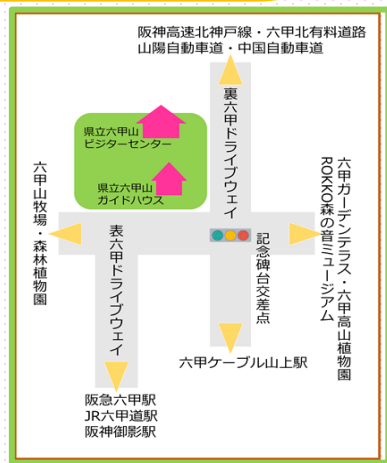 阪神高速北神戸線・六甲北有料道路
山陽自動車道・中国自動車道
裏六甲ドライブウェイ
県立六甲山
ビジターセンター
県立六甲山
ガイドハウス
六甲山牧場・森林植物園
表六甲ドライブウェイ
記念碑台交差点
六甲ガーデンテラス・六甲高山植物園
ROKKO森の音ミュージアム
六甲ケーブル山上駅
阪急六甲駅
JR六甲道駅
阪神御影駅